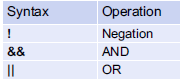 Syntax Operation
! Negation
&& AND
|| OR